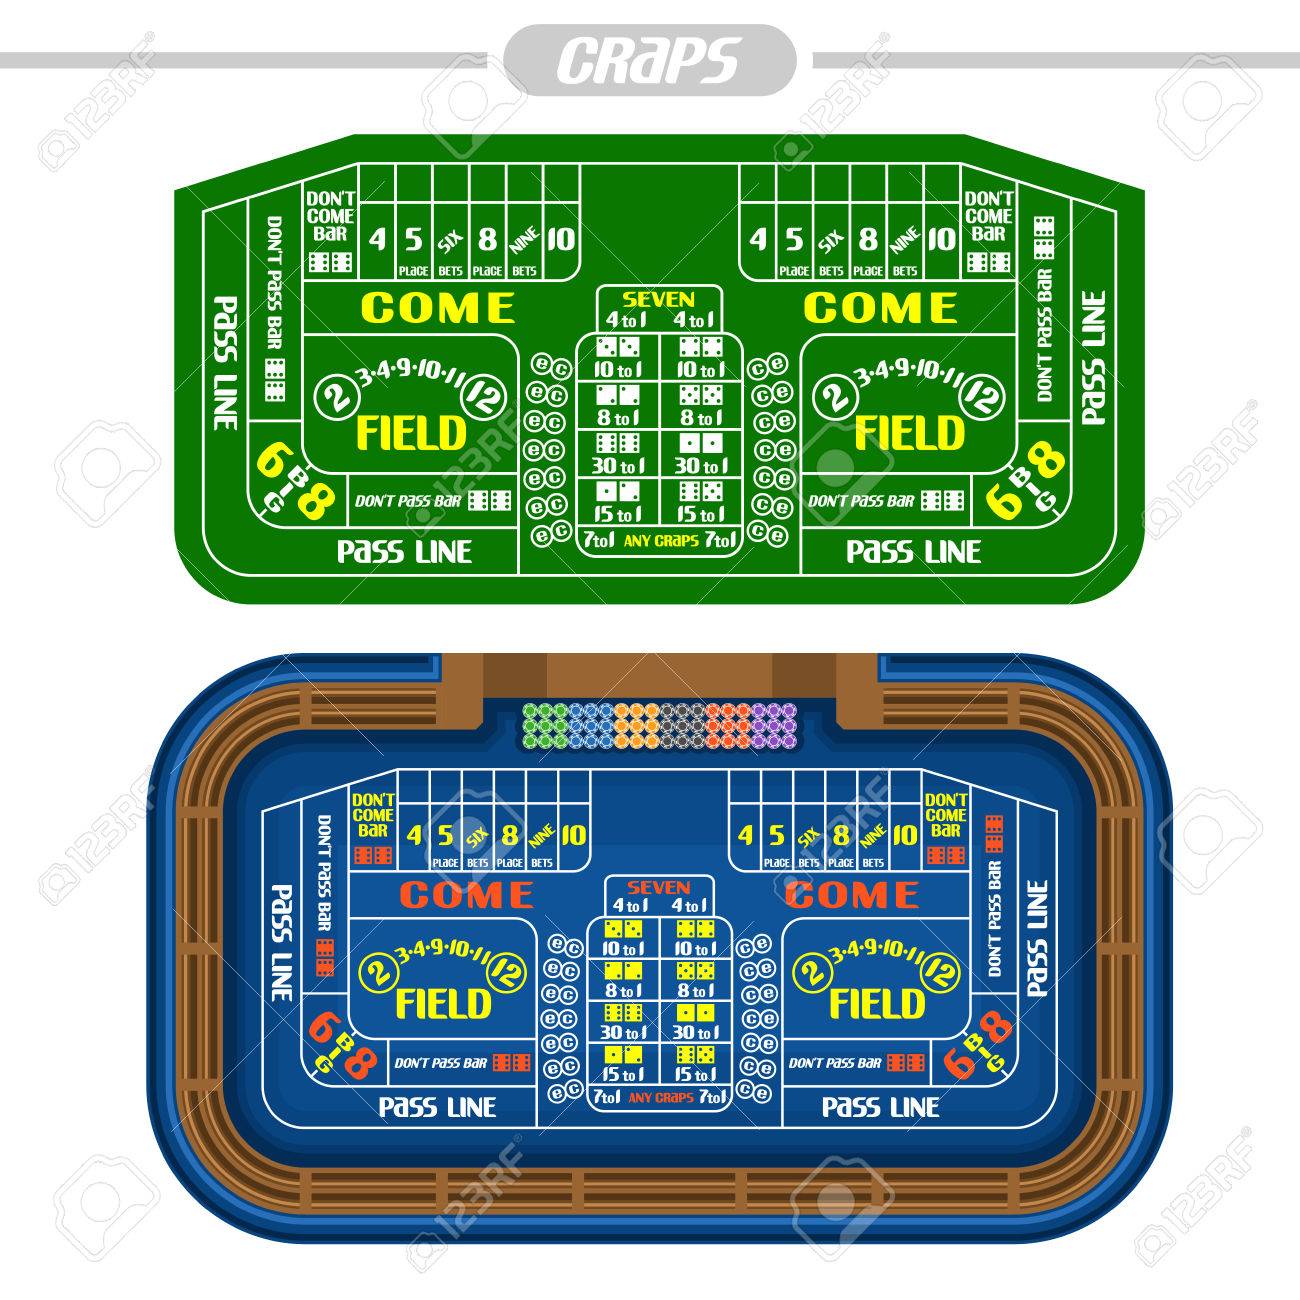 CRAPS
DON'T COME BAR
4 5 SIX 8 NINE 10
PLACE BETS PLACE BETS
COME
PASS LINE
DON'T PASS BAR
2 3·4·9·10·11 12
FIELD
6 BIG 8
DON'T PASS BAR
PASS LINE
SEVEN
4 to 1 4 to 1
10 to 1 10 to 1
8 to 1 8 to 1
30 to 1 30 to 1
15 to 1 15 to 1
7 to 1 ANY CRAPS 7 to 1
e c c e
e c c e
e c c e
e c c e
e c c e
e c c e
e c c e
4 5 SIX 8 NINE 10
PLACE BETS PLACE BETS
DON'T COME BAR
COME
DON'T PASS BAR
PASS LINE
2 3·4·9·10·11 12
FIELD
6 BIG 8
DON'T PASS BAR
PASS LINE
DON'T COME BAR
4 5 SIX 8 NINE 10
PLACE BETS PLACE BETS
COME
PASS LINE
DON'T PASS BAR
2 3·4·9·10·11 12
FIELD
6 BIG 8
DON'T PASS BAR
PASS LINE
SEVEN
4 to 1 4 to 1
10 to 1 10 to 1
8 to 1 8 to 1
30 to 1 30 to 1
15 to 1 15 to 1
7 to 1 ANY CRAPS 7 to 1
e c c e
e c c e
e c c e
e c c e
e c c e
e c c e
e c c e
4 5 SIX 8 NINE 10
PLACE BETS PLACE BETS
DON'T COME BAR
COME
DON'T PASS BAR
PASS LINE
2 3·4·9·10·11 12
FIELD
6 BIG 8
DON'T PASS BAR
PASS LINE
123RF